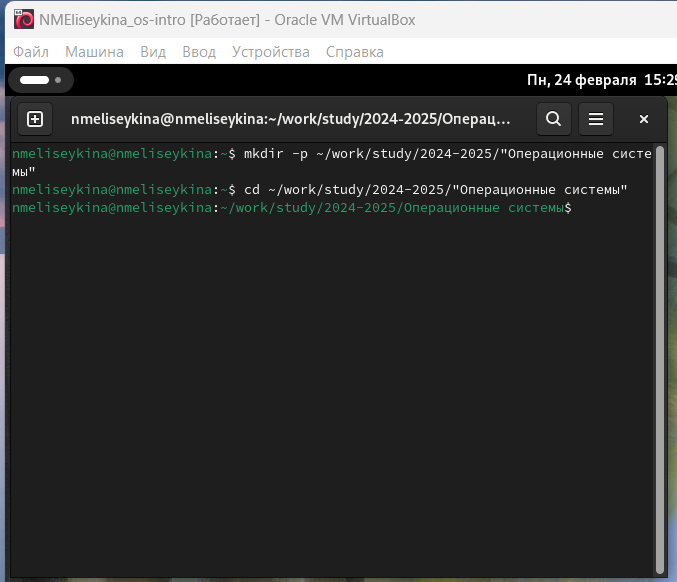 NMEliseykina_os-intro [Работает] - Oracle VM VirtualBox
Файл Машина Вид Ввод Устройства Справка
Пн, 24 февраля 15:29
nmeliseykina@nmeliseykina:~/work/study/2024-2025/Операц...
nmeliseykina@nmeliseykina:~$ mkdir -p ~/work/study/2024-2025/"Операционные систе
мы"
nmeliseykina@nmeliseykina:~$ cd ~/work/study/2024-2025/"Операционные системы"
nmeliseykina@nmeliseykina:~/work/study/2024-2025/Операционные системы$